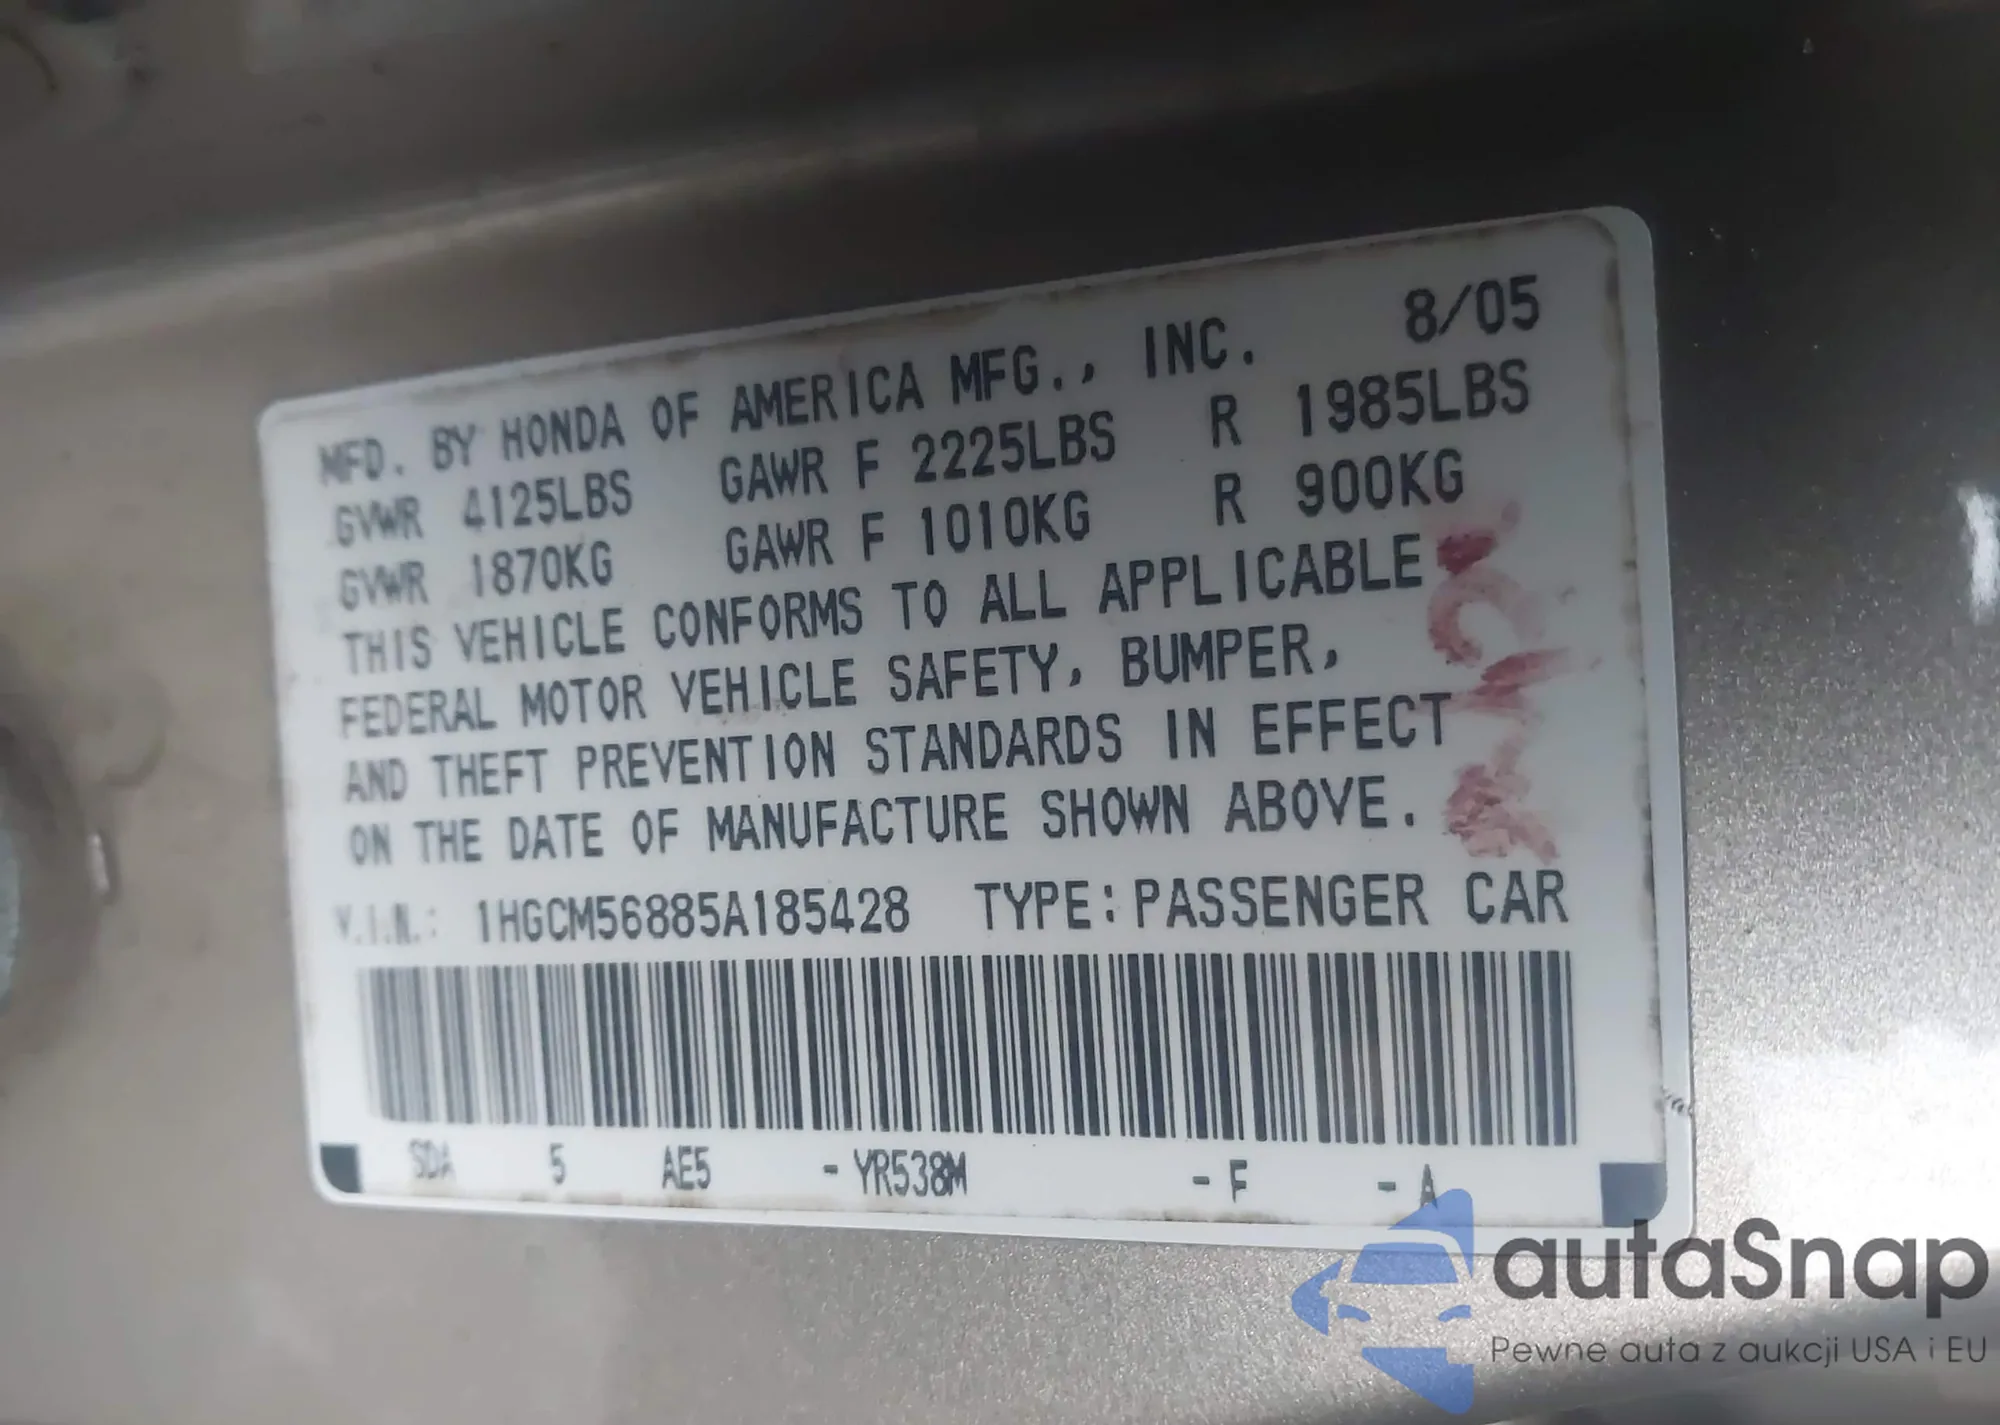 MFD. BY HONDA OF AMERICA MFG., INC. 8/05
GVWR 4125LBS GAWR F 2225LBS R 1985LBS
GVWR 1870KG GAWR F 1010KG R 900KG
THIS VEHICLE CONFORMS TO ALL APPLICABLE
FEDERAL MOTOR VEHICLE SAFETY, BUMPER,
AND THEFT PREVENTION STANDARDS IN EFFECT
ON THE DATE OF MANUFACTURE SHOWN ABOVE.
V.I.N.: 1HGCM56885A185428 TYPE:PASSENGER CAR
SDA 5 AE5 - YR538M - F - A
autaSnap
Pewne auta z aukcji USA i EU